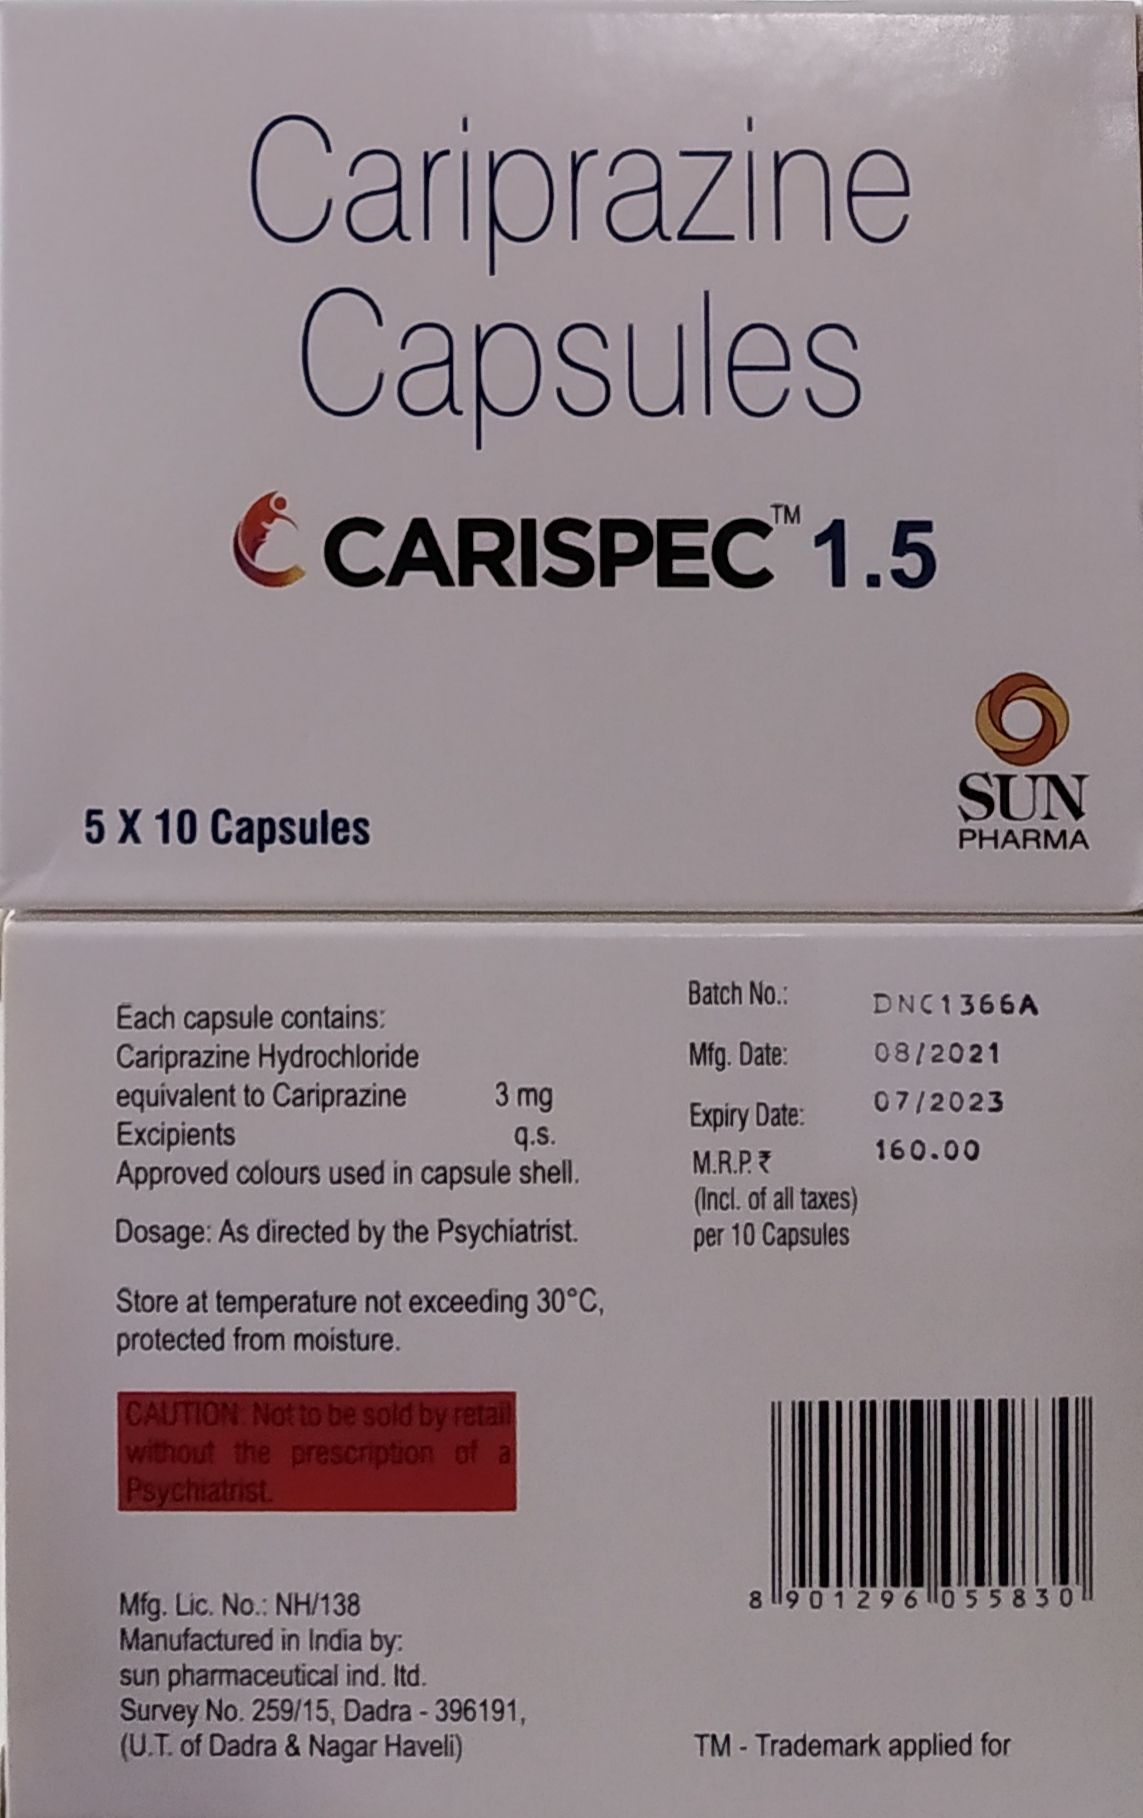 Cariprazine
Capsules
CARISPEC™ 1.5
SUN
PHARMA
5 X 10 Capsules
Each capsule contains:
Cariprazine Hydrochloride
equivalent to Cariprazine 3 mg
Excipients q.s.
Approved colours used in capsule shell.
Dosage: As directed by the Psychiatrist.
Store at temperature not exceeding 30°C,
protected from moisture.
CAUTION: Not to be sold by retail
without the prescription of a
Psychiatrist.
Mfg. Lic. No.: NH/138
Manufactured in India by:
sun pharmaceutical ind. ltd.
Survey No. 259/15, Dadra - 396191,
(U.T. of Dadra & Nagar Haveli)
Batch No.: DNC1366A
Mfg. Date: 08/2021
Expiry Date: 07/2023
M.R.P. ₹ 160.00
(Incl. of all taxes)
per 10 Capsules
8 901296 055830
TM - Trademark applied for